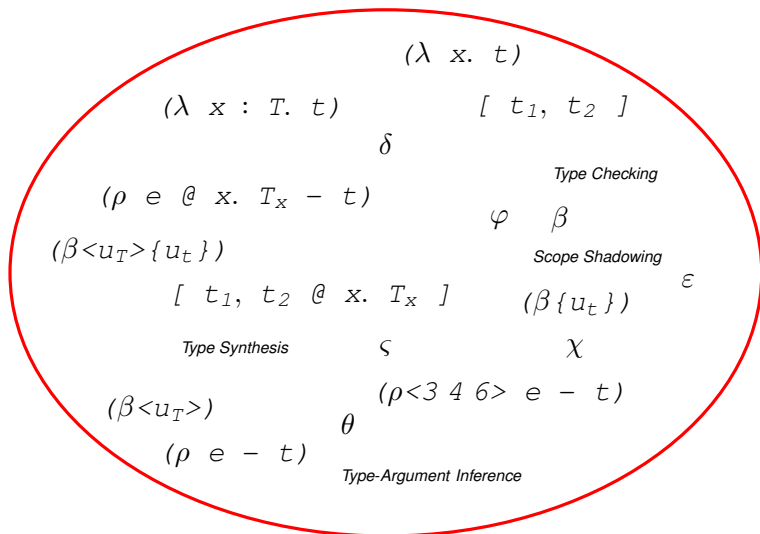 (λ x. t)
(λ x : T. t)
[ t₁, t₂ ]
δ
Type Checking
(ρ e @ x. Tₓ - t)
φ β
(β<u_T>{u_t})
Scope Shadowing
ε
[ t₁, t₂ @ x. Tₓ ]
(β{u_t})
Type Synthesis
ς
χ
(ρ<3 4 6> e - t)
(β<u_T>)
θ
(ρ e - t)
Type-Argument Inference